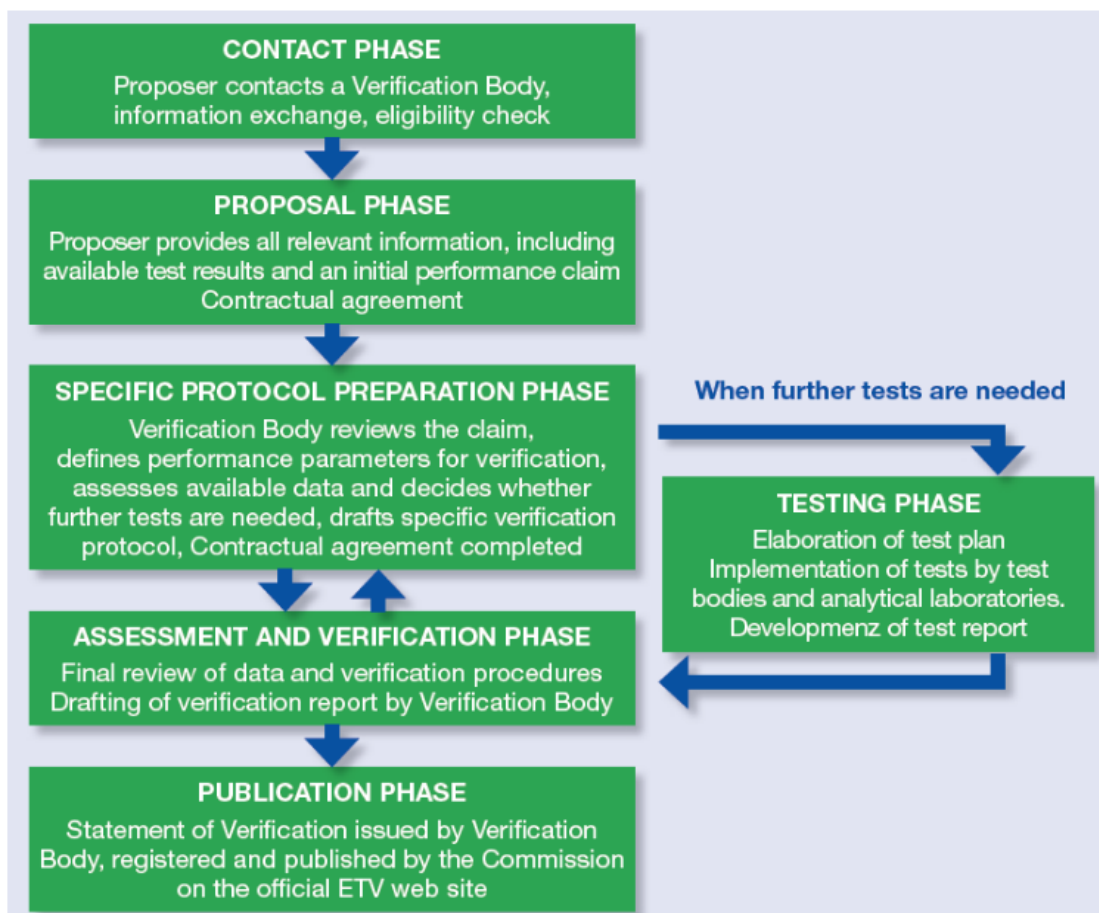 CONTACT PHASE
Proposer contacts a Verification Body,
information exchange, eligibility check
PROPOSAL PHASE
Proposer provides all relevant information, including
available test results and an initial performance claim
Contractual agreement
SPECIFIC PROTOCOL PREPARATION PHASE
Verification Body reviews the claim,
defines performance parameters for verification,
assesses available data and decides whether
further tests are needed, drafts specific verification
protocol, Contractual agreement completed
When further tests are needed
TESTING PHASE
Elaboration of test plan
Implementation of tests by test
bodies and analytical laboratories.
Developmenz of test report
ASSESSMENT AND VERIFICATION PHASE
Final review of data and verification procedures
Drafting of verification report by Verification Body
PUBLICATION PHASE
Statement of Verification issued by Verification
Body, registered and published by the Commission
on the official ETV web site